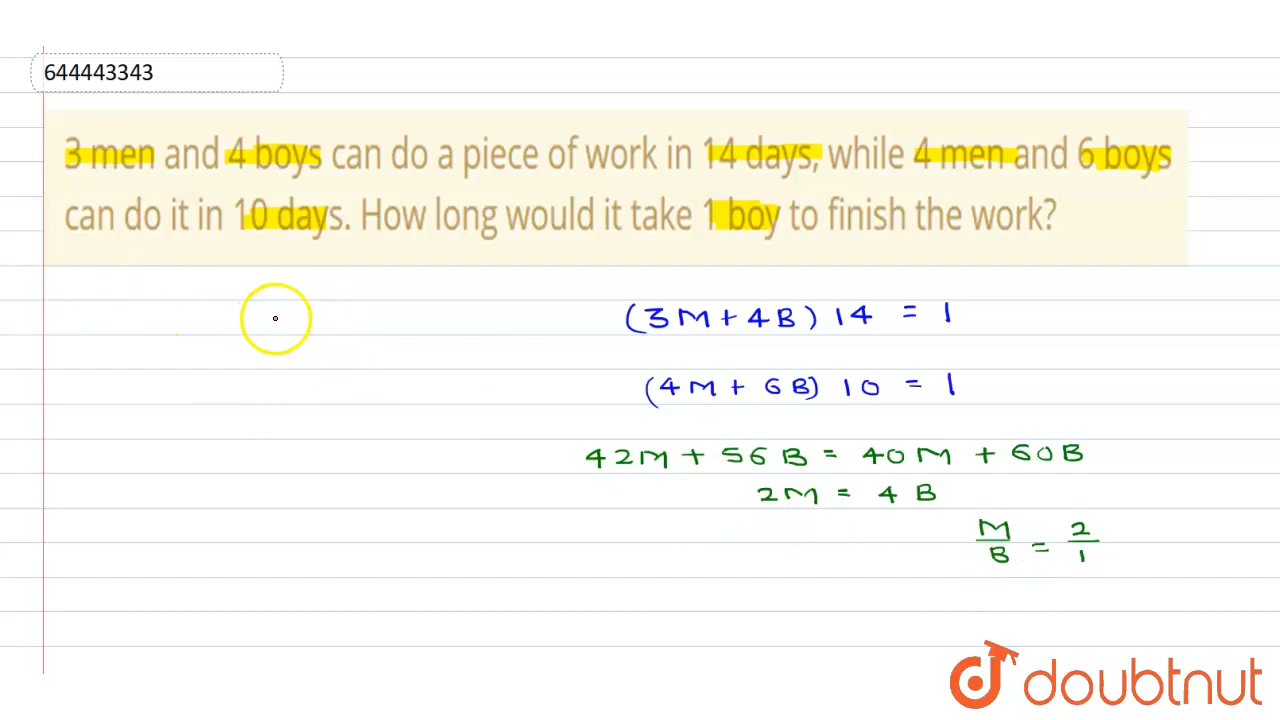 644443343
3 men and 4 boys can do a piece of work in 14 days, while 4 men and 6 boys
can do it in 10 days. How long would it take 1 boy to finish the work?
(3M + 4B) 14 = 1
(4M + 6B) 10 = 1
42M + 56B = 40M + 60B
2M = 4B
M/B = 2/1
doubtnut